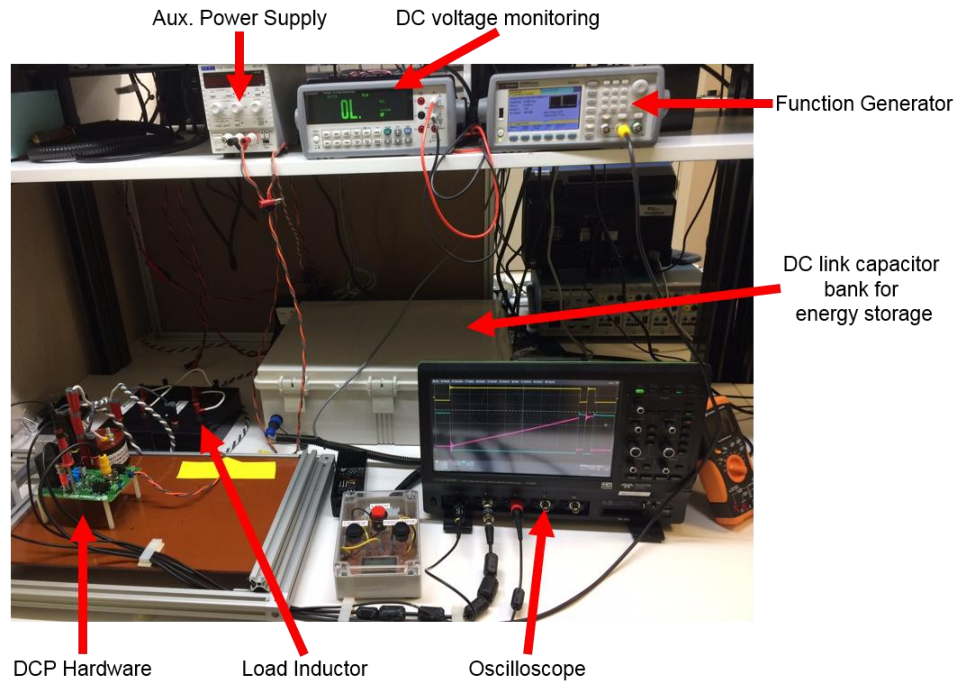 Aux. Power Supply
DC voltage monitoring
OL.
Function Generator
DC link capacitor
bank for
energy storage
DCP Hardware
Load Inductor
Oscilloscope